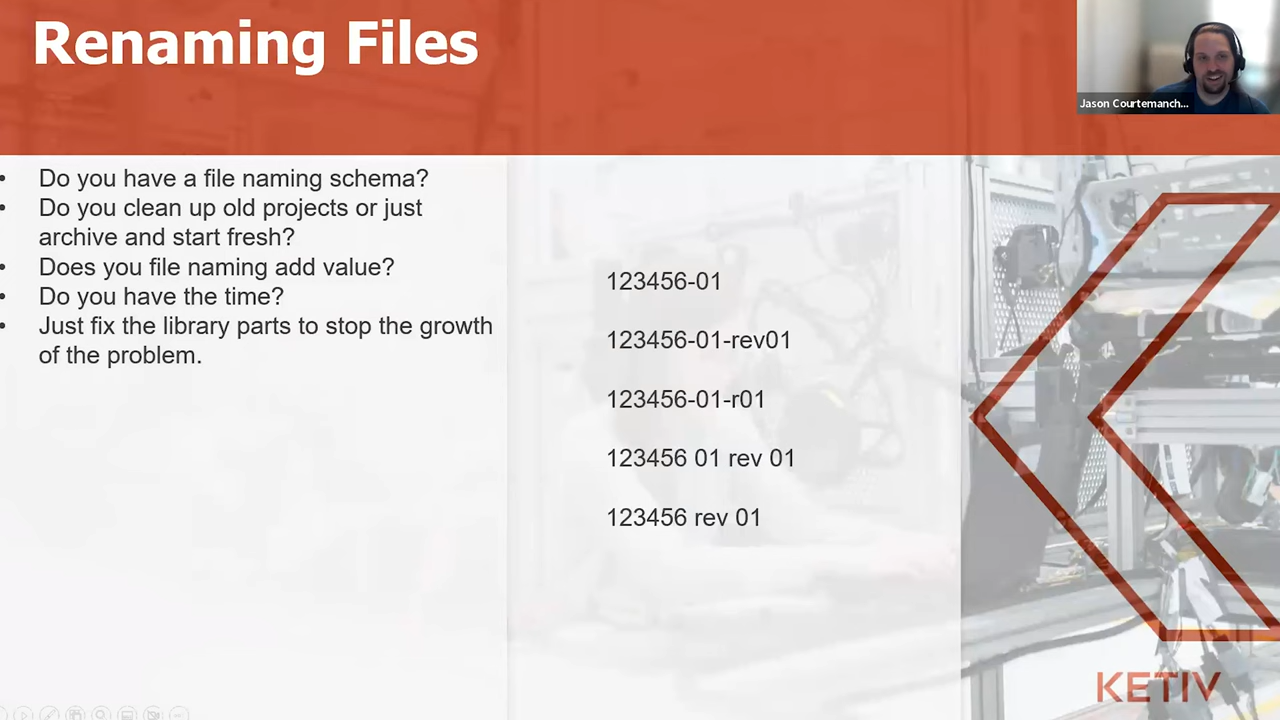 Renaming Files
Jason Courtemanch...
• Do you have a file naming schema?
• Do you clean up old projects or just
archive and start fresh?
• Does you file naming add value?
• Do you have the time?
• Just fix the library parts to stop the growth
of the problem.
123456-01
123456-01-rev01
123456-01-r01
123456 01 rev 01
123456 rev 01
KETIV